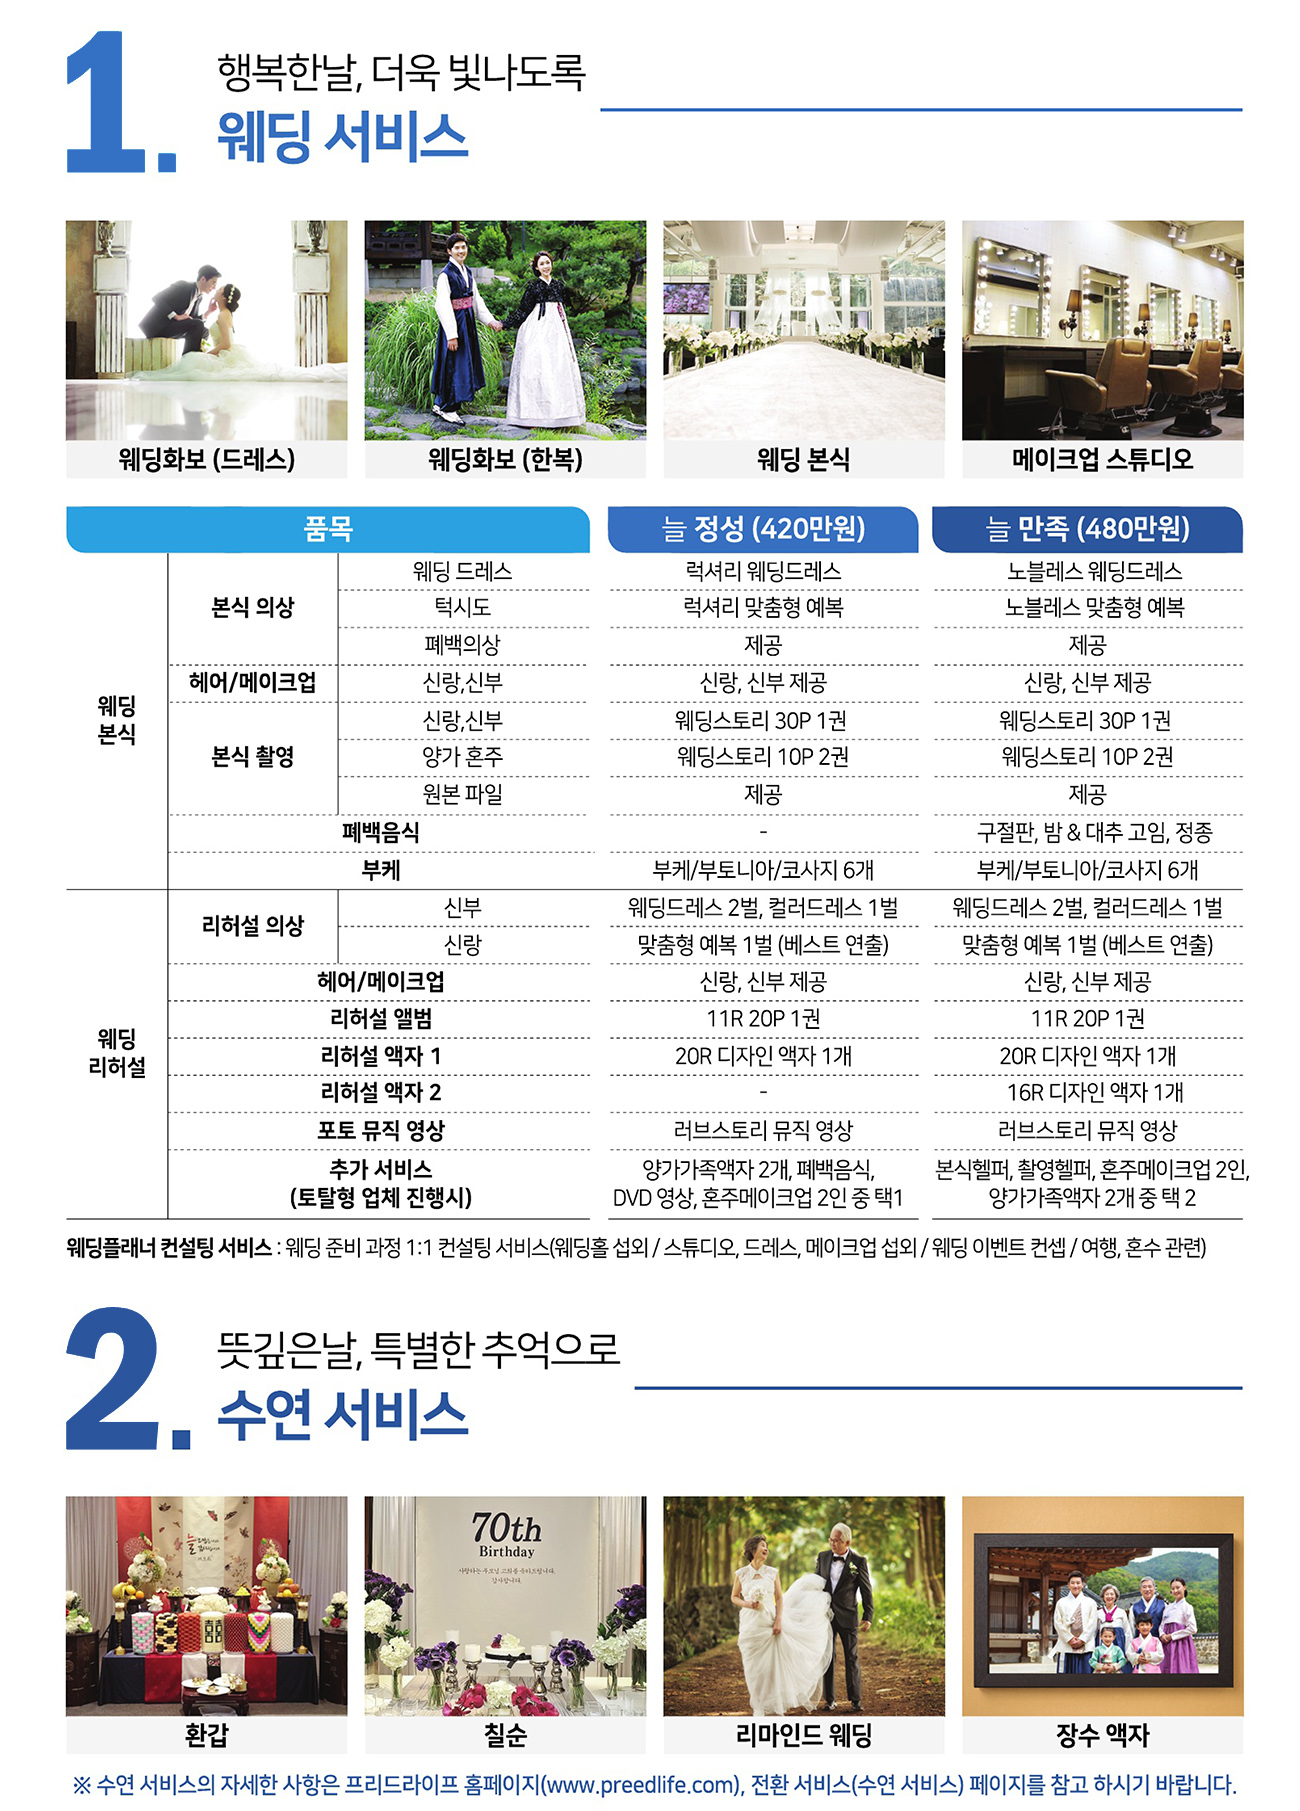 1.
행복한날, 더욱 빛나도록
웨딩 서비스
웨딩화보 (드레스)
웨딩화보 (한복)
웨딩 본식
메이크업 스튜디오
품목
늘 정성 (420만원)
늘 만족 (480만원)
웨딩
본식
본식 의상
웨딩 드레스
럭셔리 웨딩드레스
노블레스 웨딩드레스
턱시도
럭셔리 맞춤형 예복
노블레스 맞춤형 예복
폐백의상
제공
제공
헤어/메이크업
신랑,신부
신랑, 신부 제공
신랑, 신부 제공
본식 촬영
신랑,신부
웨딩스토리 30P 1권
웨딩스토리 30P 1권
양가 혼주
웨딩스토리 10P 2권
웨딩스토리 10P 2권
원본 파일
제공
제공
폐백음식
-
구절판, 밤 & 대추 고임, 정종
부케
부케/부토니아/코사지 6개
부케/부토니아/코사지 6개
웨딩
리허설
리허설 의상
신부
웨딩드레스 2벌, 컬러드레스 1벌
웨딩드레스 2벌, 컬러드레스 1벌
신랑
맞춤형 예복 1벌 (베스트 연출)
맞춤형 예복 1벌 (베스트 연출)
헤어/메이크업
신랑, 신부 제공
신랑, 신부 제공
리허설 앨범
11R 20P 1권
11R 20P 1권
리허설 액자 1
20R 디자인 액자 1개
20R 디자인 액자 1개
리허설 액자 2
-
16R 디자인 액자 1개
포토 뮤직 영상
러브스토리 뮤직 영상
러브스토리 뮤직 영상
추가 서비스
(토탈형 업체 진행시)
양가가족액자 2개, 폐백음식,
DVD 영상, 혼주메이크업 2인 중 택1
본식헬퍼, 촬영헬퍼, 혼주메이크업 2인,
양가가족액자 2개 중 택 2
웨딩플래너 컨설팅 서비스 : 웨딩 준비 과정 1:1 컨설팅 서비스(웨딩홀 섭외 / 스튜디오, 드레스, 메이크업 섭외 / 웨딩 이벤트 컨셉 / 여행, 혼수 관련)
2.
뜻깊은날, 특별한 추억으로
수연 서비스
늘
70th
Birthday
사랑하는 부모님 고희를 축하드립니다.
감사합니다.
환갑
칠순
리마인드 웨딩
장수 액자
※ 수연 서비스의 자세한 사항은 프리드라이프 홈페이지(www.preedlife.com), 전환 서비스(수연 서비스) 페이지를 참고 하시기 바랍니다.